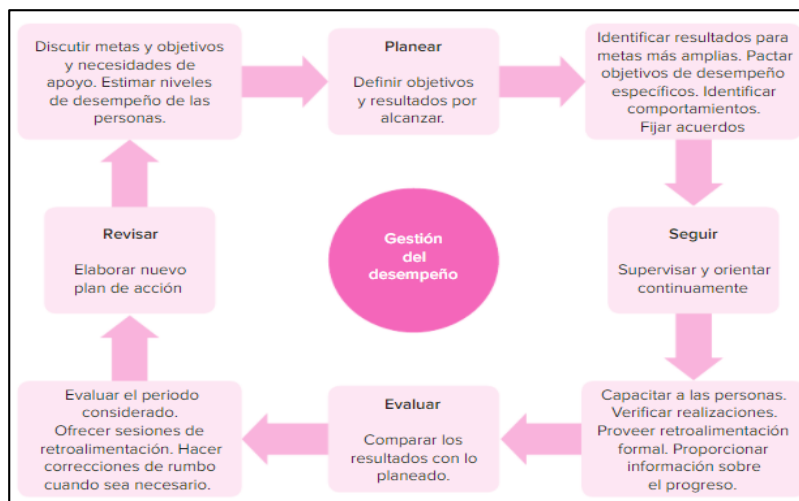 Discutir metas y objetivos
y necesidades de
apoyo. Estimar niveles
de desempeño de las
personas.
Planear
Definir objetivos
y resultados por
alcanzar.
Identificar resultados para
metas más amplias. Pactar
objetivos de desempeño
específicos. Identificar
comportamientos.
Fijar acuerdos
Revisar
Elaborar nuevo
plan de acción
Gestión
del
desempeño
Seguir
Supervisar y orientar
continuamente
Evaluar el periodo
considerado.
Ofrecer sesiones de
retroalimentación. Hacer
correcciones de rumbo
cuando sea necesario.
Evaluar
Comparar los
resultados con lo
planeado.
Capacitar a las personas.
Verificar realizaciones.
Proveer retroalimentación
formal. Proporcionar
información sobre
el progreso.